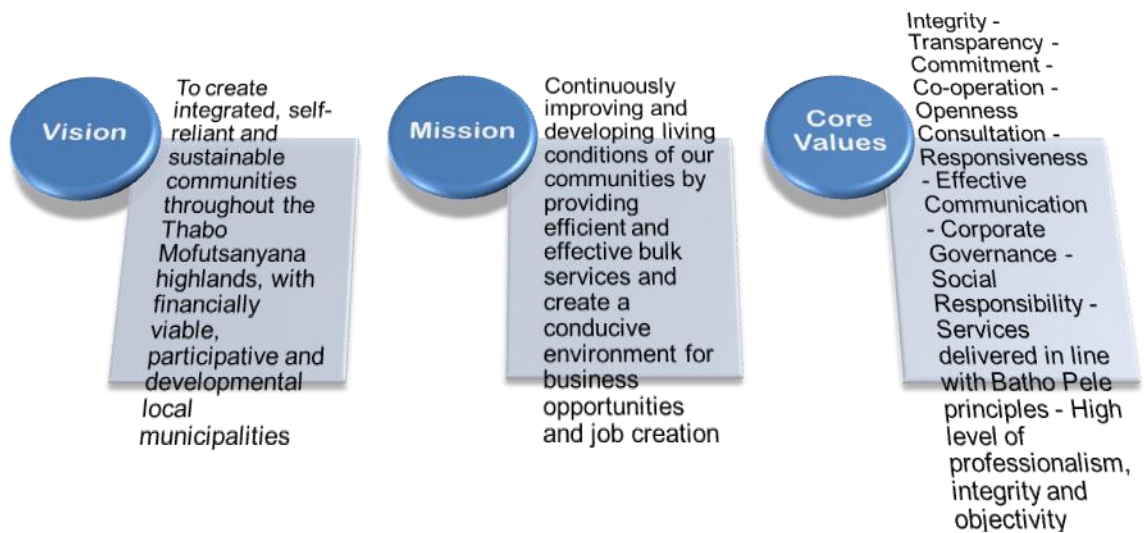 Vision
To create
integrated, self-
reliant and
sustainable
communities
throughout the
Thabo
Mofutsanyana
highlands, with
financially
viable,
participative and
developmental
local
municipalities
Mission
Continuously
improving and
developing living
conditions of our
communities by
providing
efficient and
effective bulk
services and
create a
conducive
environment for
business
opportunities
and job creation
Core
Values
Integrity -
Transparency -
Commitment -
Co-operation -
Openness
Consultation -
Responsiveness
- Effective
Communication
- Corporate
Governance -
Social
Responsibility -
Services
delivered in line
with Batho Pele
principles - High
level of
professionalism,
integrity and
objectivity